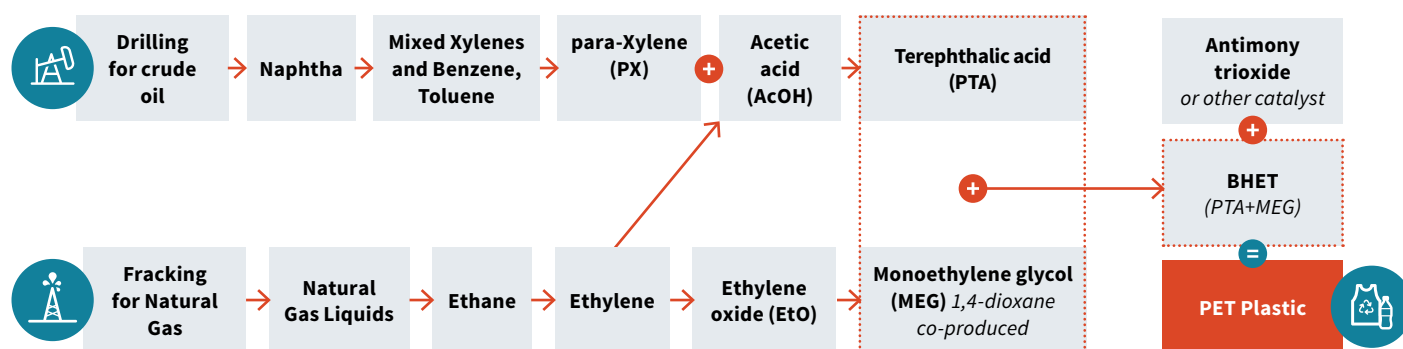 Drilling
for crude
oil
Naphtha
Mixed Xylenes
and Benzene,
Toluene
para-Xylene
(PX)
+
Acetic
acid
(AcOH)
Terephthalic acid
(PTA)
Antimony
trioxide
or other catalyst
+
+
BHET
(PTA+MEG)
=
Fracking
for Natural
Gas
Natural
Gas Liquids
Ethane
Ethylene
Ethylene
oxide (EtO)
Monoethylene glycol
(MEG) 1,4-dioxane
co-produced
PET Plastic